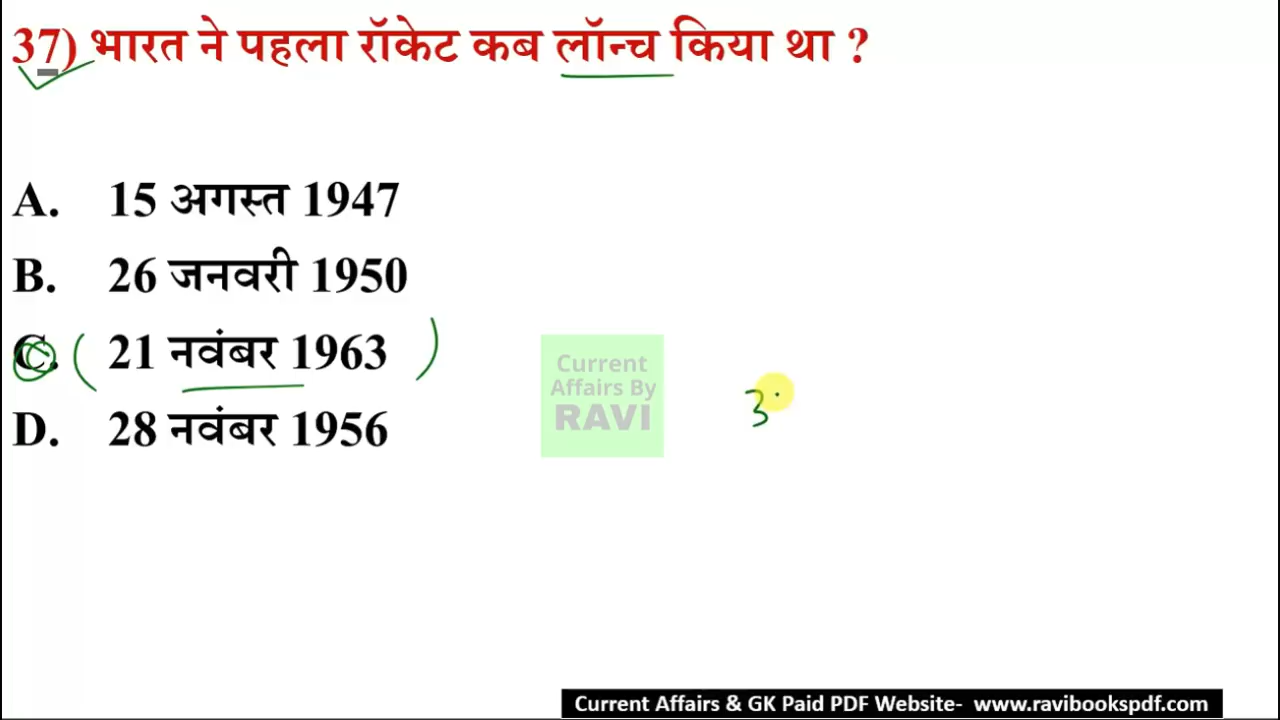 37) भारत ने पहला रॉकेट कब लॉन्च किया था ?
A. 15 अगस्त 1947
B. 26 जनवरी 1950
C. 21 नवंबर 1963
D. 28 नवंबर 1956
Current
Affairs By
RAVI
Current Affairs & GK Paid PDF Website- www.ravibookspdf.com